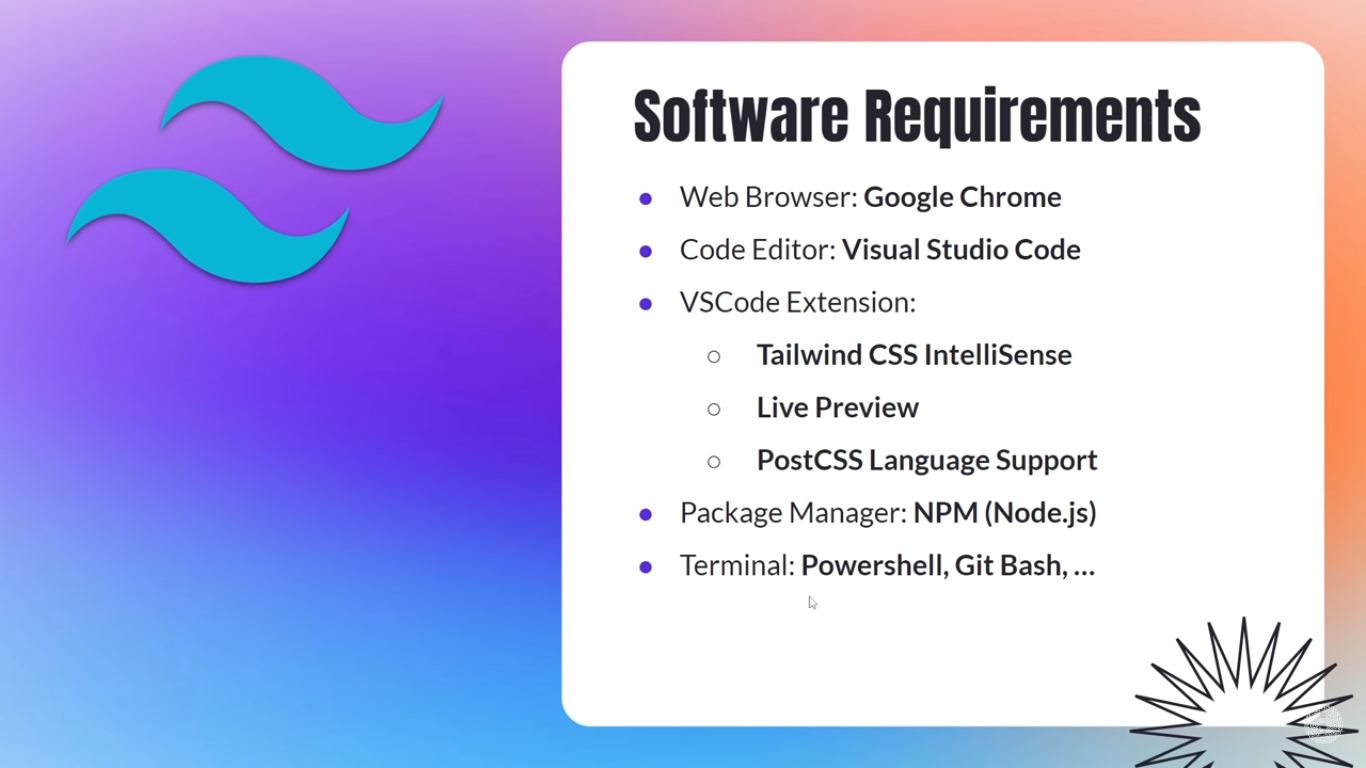 Software Requirements
● Web Browser: Google Chrome
● Code Editor: Visual Studio Code
● VSCode Extension:
○ Tailwind CSS IntelliSense
○ Live Preview
○ PostCSS Language Support
● Package Manager: NPM (Node.js)
● Terminal: Powershell, Git Bash, ...